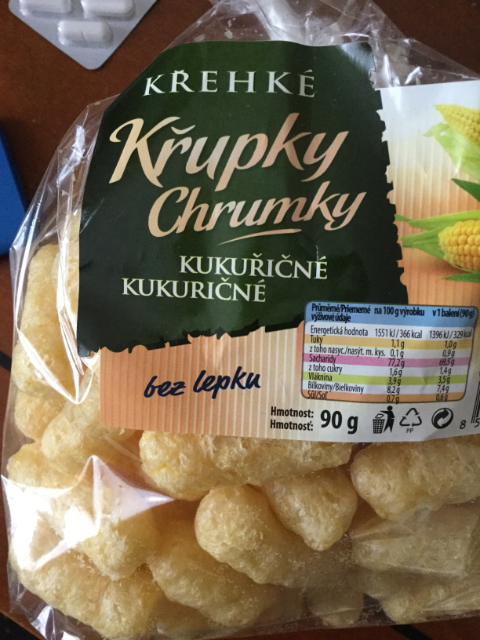 KŘEHKÉ
Křupky
Chrumky
KUKUŘIČNÉ
KUKURIČNÉ
bez lepku
Průměrné/Priemerné na 100 g výrobku v 1 balení (90 g)
výživové údaje
Energetická hodnota 1551 kJ/366 kcal 1396 kJ/329 kcal
Tuky 1,1 g 1,0 g
z toho nasyc./nasýt. m. kys. 0,1 g 0,9 g
Sacharidy 77,2 g 69,5 g
z toho cukry 1,6 g 1,4 g
Vláknina 3,9 g 3,5 g
Bílkoviny/Bielkoviny 8,2 g 7,4 g
Sůl/Soľ 0,7 g 0,6 g
Hmotnost: 90 g
Hmotnosť:
PP
8